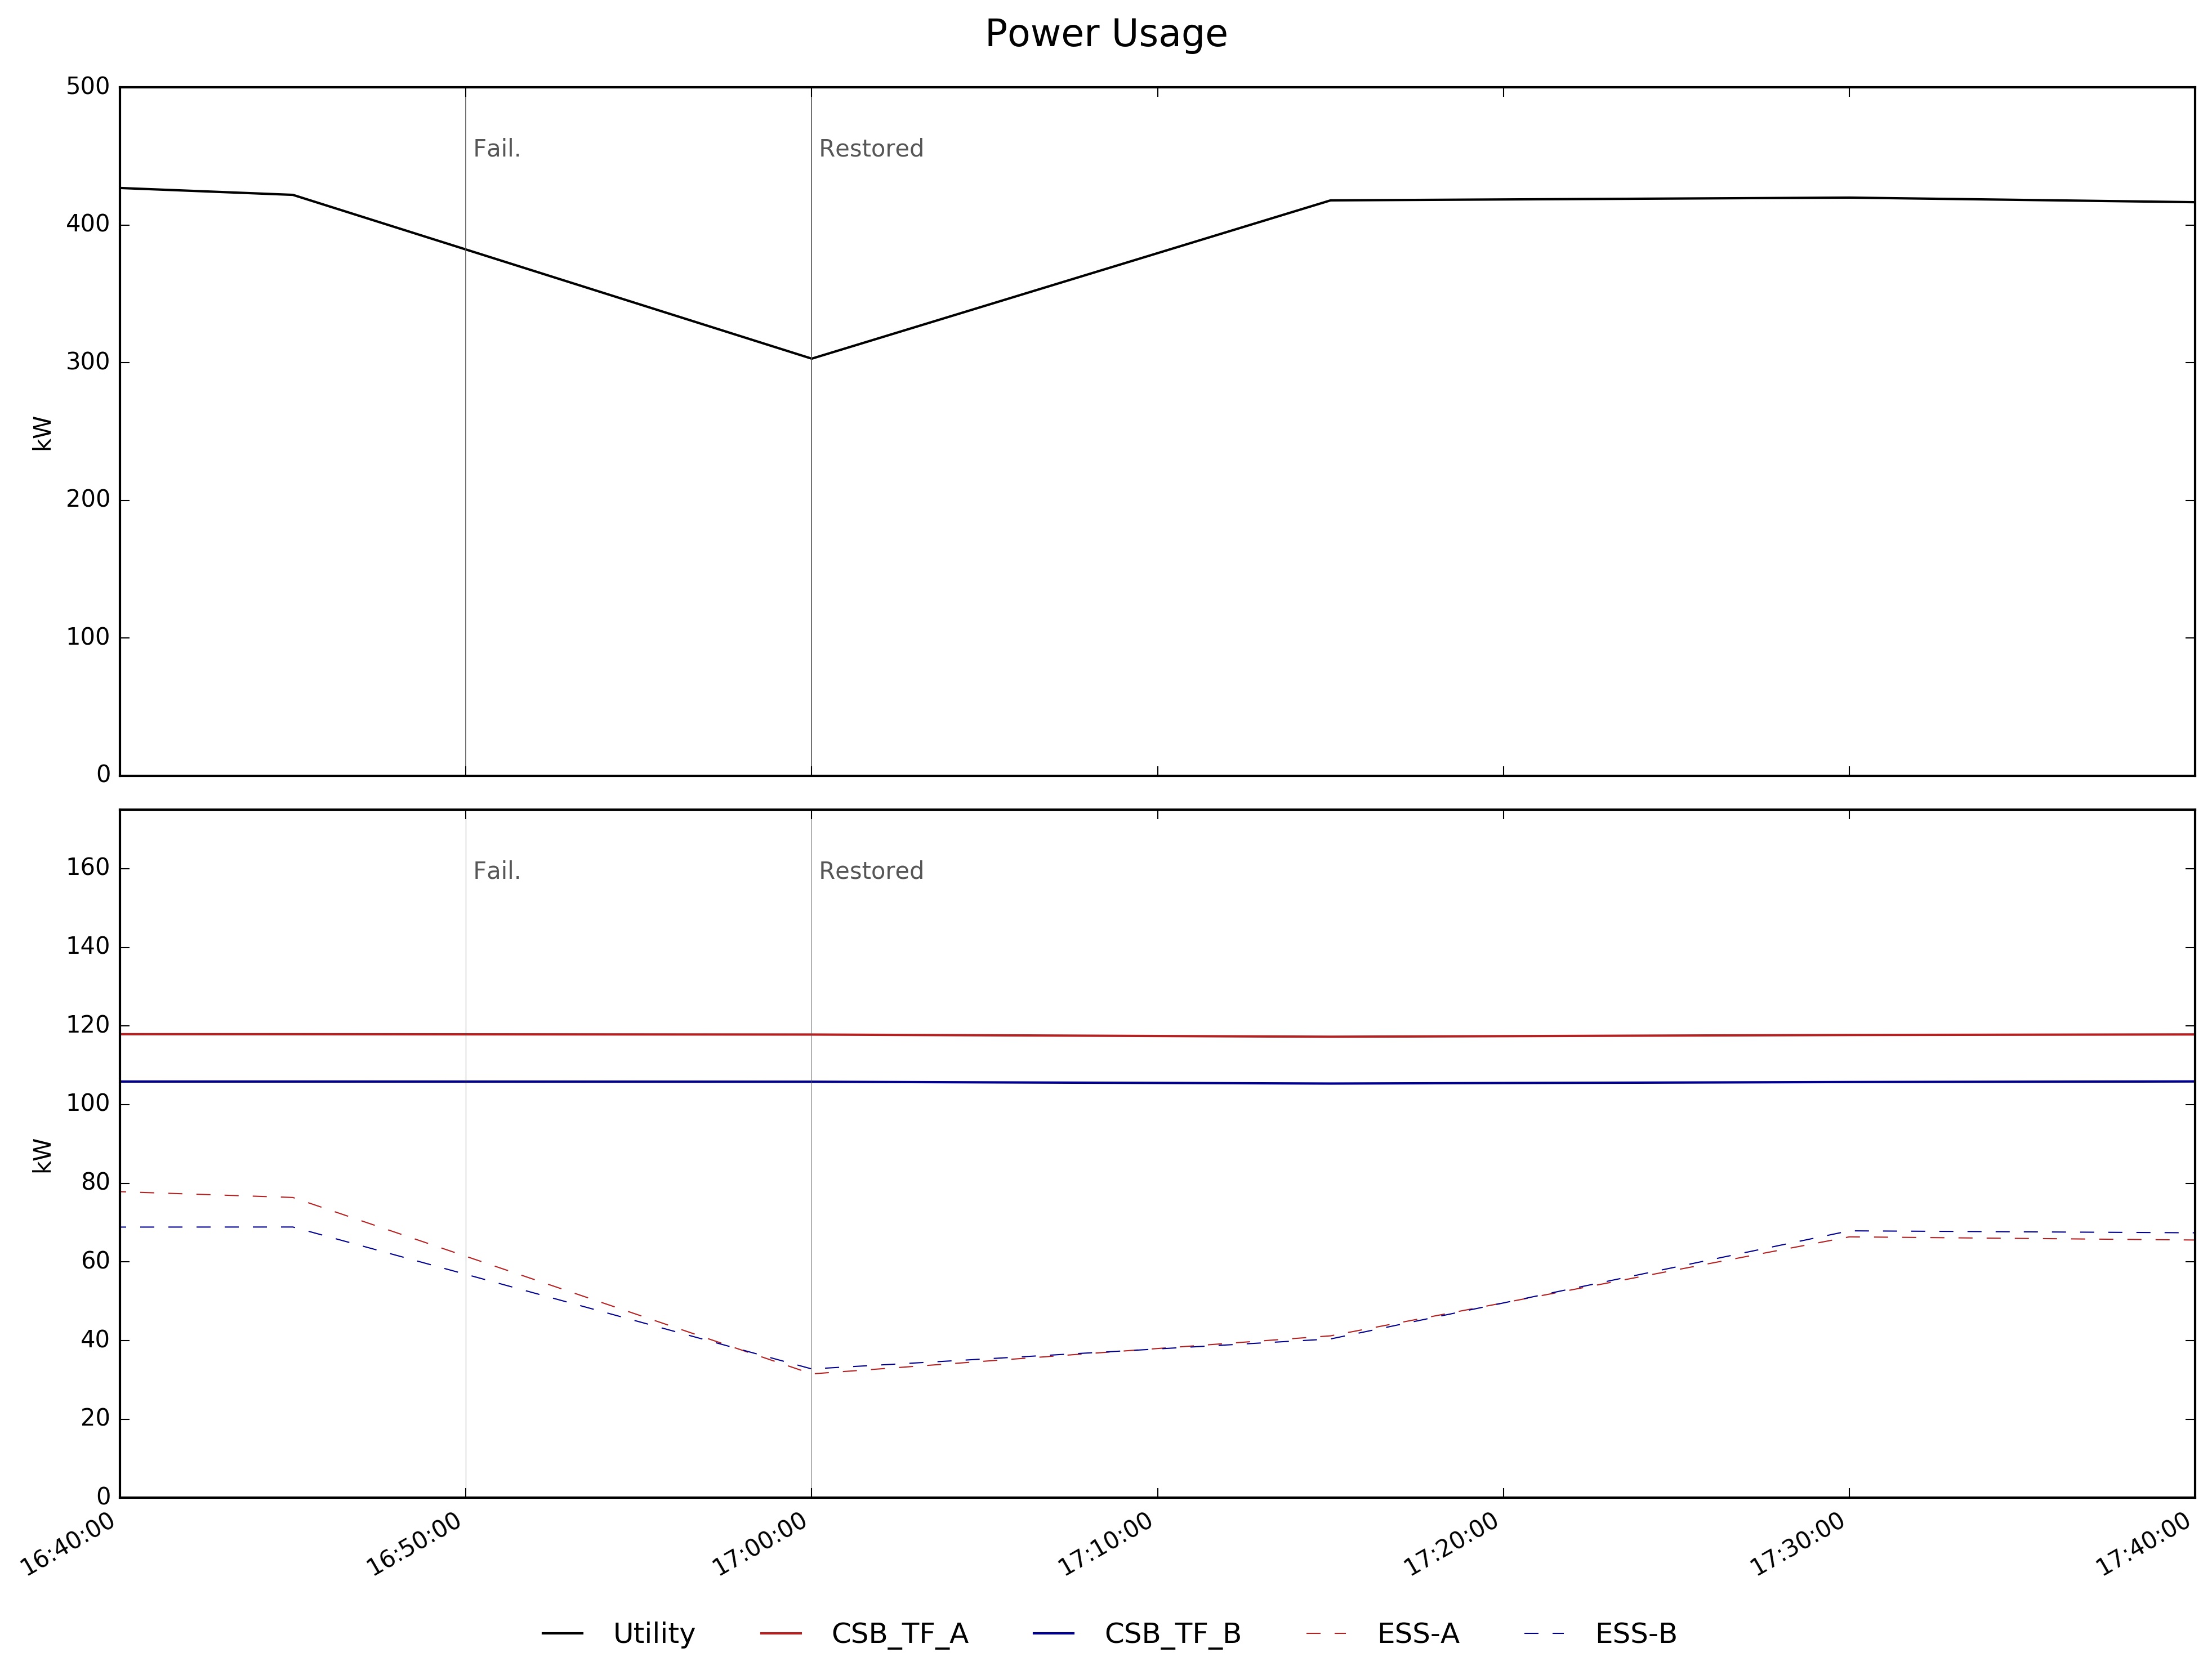 Power Usage
500
400
300
200
100
0
kW
Fail.
Restored
160
140
120
100
80
60
40
20
0
kW
Fail.
Restored
16:40:00
16:50:00
17:00:00
17:10:00
17:20:00
17:30:00
17:40:00
Utility CSB_TF_A CSB_TF_B ESS-A ESS-B